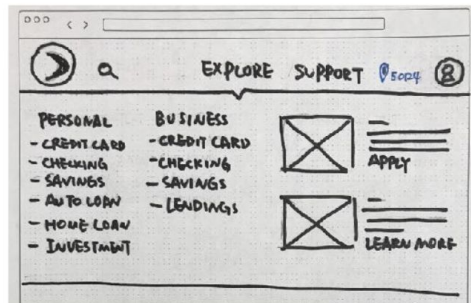 EXPLORE SUPPORT 5024
PERSONAL
- CREDIT CARD
- CHECKING
- SAVINGS
- AUTO LOAN
- HOME LOAN
- INVESTMENT
BUSINESS
- CREDIT CARD
- CHECKING
- SAVINGS
- LENDINGS
APPLY
LEARN MORE